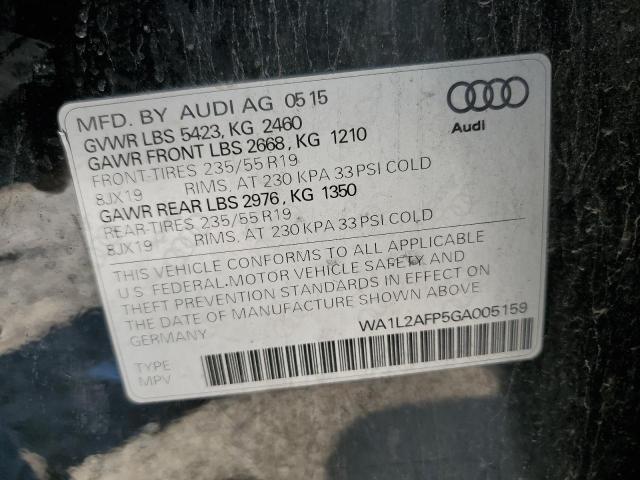 MFD. BY AUDI AG 05 15
GVWR LBS 5423, KG 2460
GAWR FRONT LBS 2668, KG 1210
FRONT-TIRES 235/55 R19
8JX19 RIMS, AT 230 KPA 33 PSI COLD
GAWR REAR LBS 2976, KG 1350
REAR-TIRES 235/55 R19
8JX19 RIMS, AT 230 KPA 33 PSI COLD
Audi
THIS VEHICLE CONFORMS TO ALL APPLICABLE
U.S FEDERAL MOTOR VEHICLE SAFETY AND
THEFT PREVENTION STANDARDS IN EFFECT ON
THE DATE OF MANUFACTURE SHOWN ABOVE
GERMANY
WA1L2AFP5GA005159
TYPE
MPV